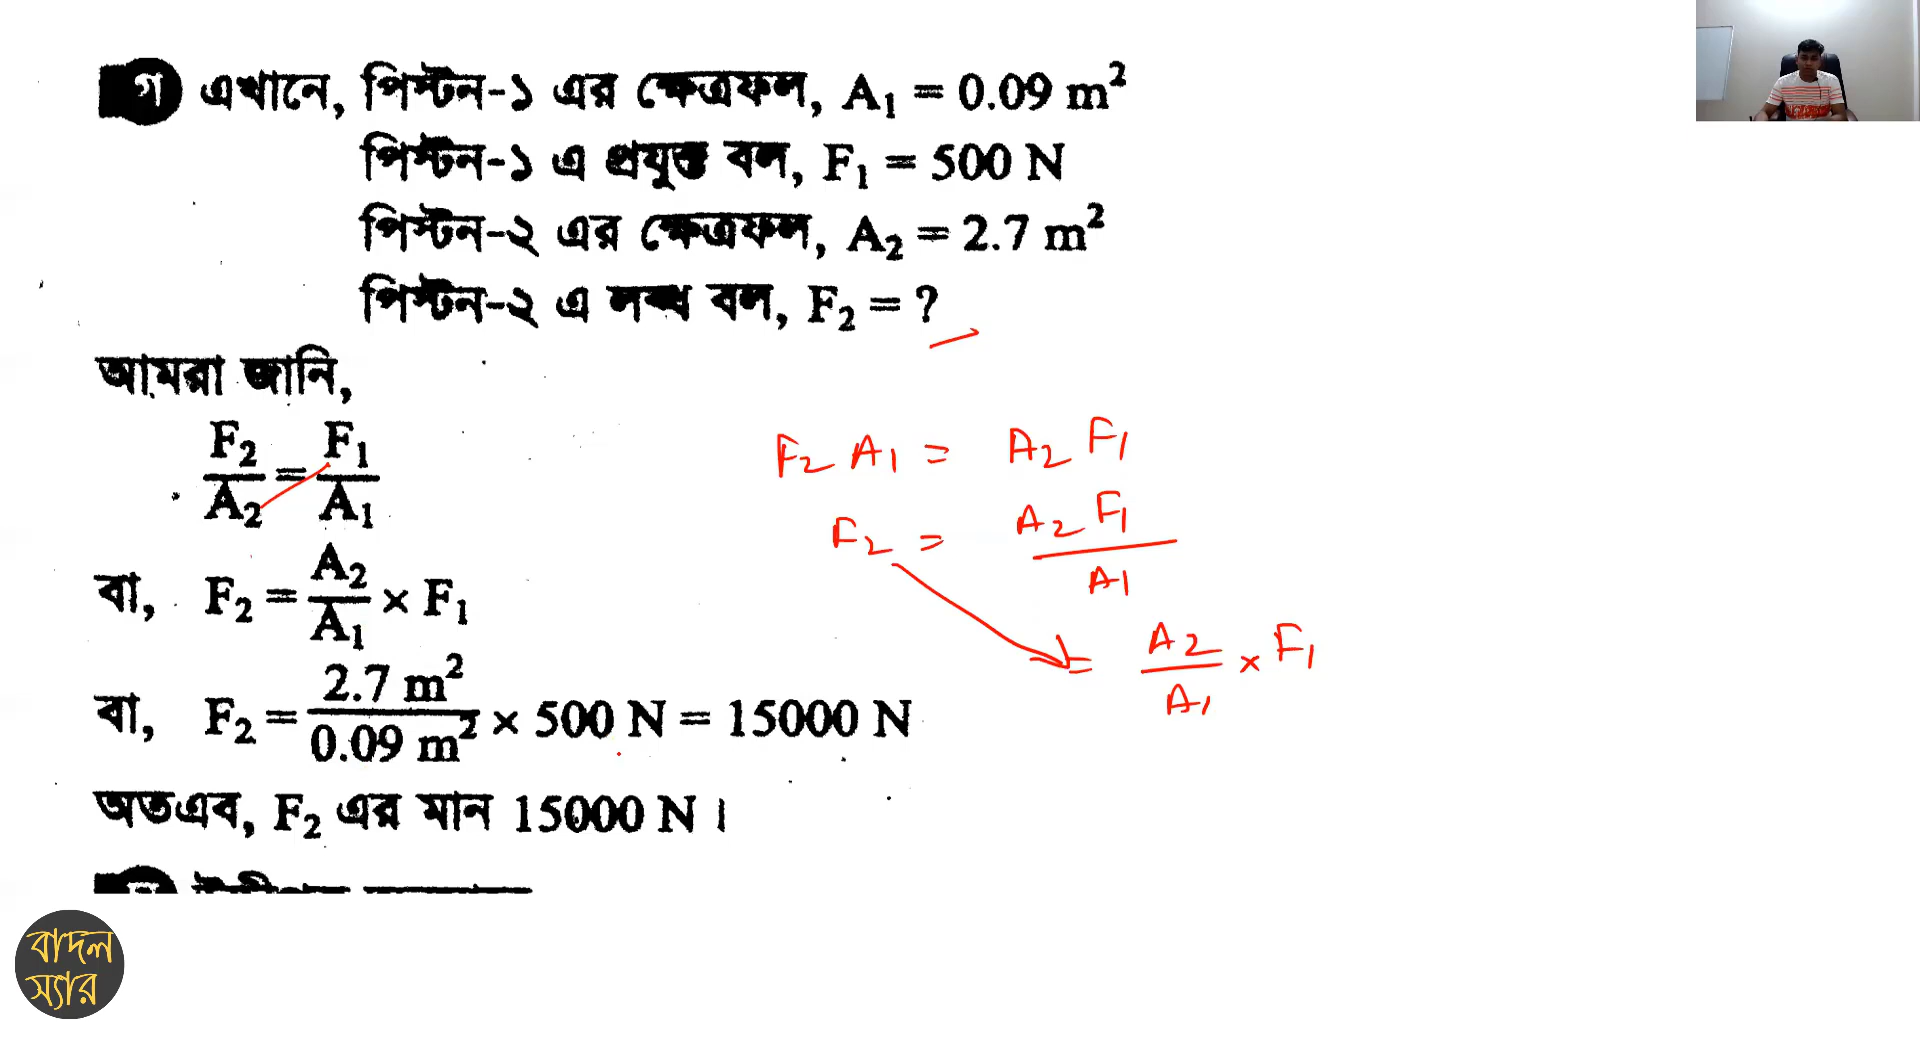 গ এখানে, পিস্টন-১ এর ক্ষেত্রফল, A₁ = 0.09 m²
পিস্টন-১ এ প্রযুক্ত বল, F₁ = 500 N
পিস্টন-২ এর ক্ষেত্রফল, A₂ = 2.7 m²
পিস্টন-২ এ লব্ধ বল, F₂ = ?
আমরা জানি,
F₂/A₂ = F₁/A₁
বা, F₂ = A₂/A₁ × F₁
বা, F₂ = 2.7 m²/0.09 m² × 500 N = 15000 N
অতএব, F₂ এর মান 15000 N ।
F₂ A₁ = A₂ F₁
F₂ = A₂ F₁/A₁
= A₂/A₁ × F₁
বাদল
স্যার